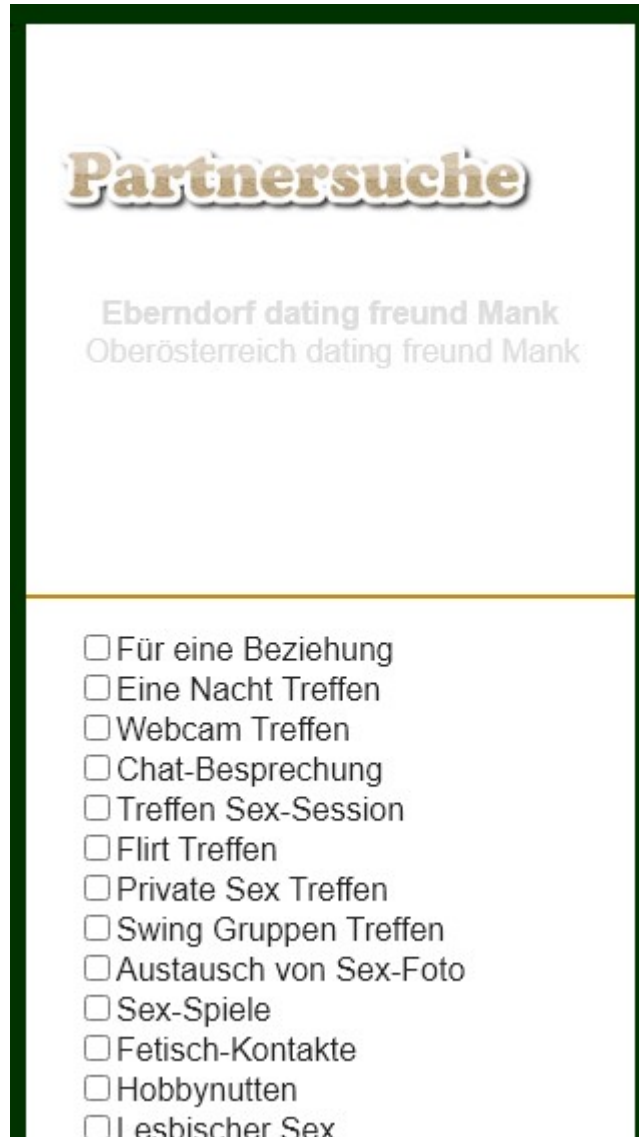 Partnersuche
Eberndorf dating freund Mank
Oberösterreich dating freund Mank
Für eine Beziehung
Eine Nacht Treffen
Webcam Treffen
Chat-Besprechung
Treffen Sex-Session
Flirt Treffen
Private Sex Treffen
Swing Gruppen Treffen
Austausch von Sex-Foto
Sex-Spiele
Fetisch-Kontakte
Hobbynutten
Lesbischer Sex